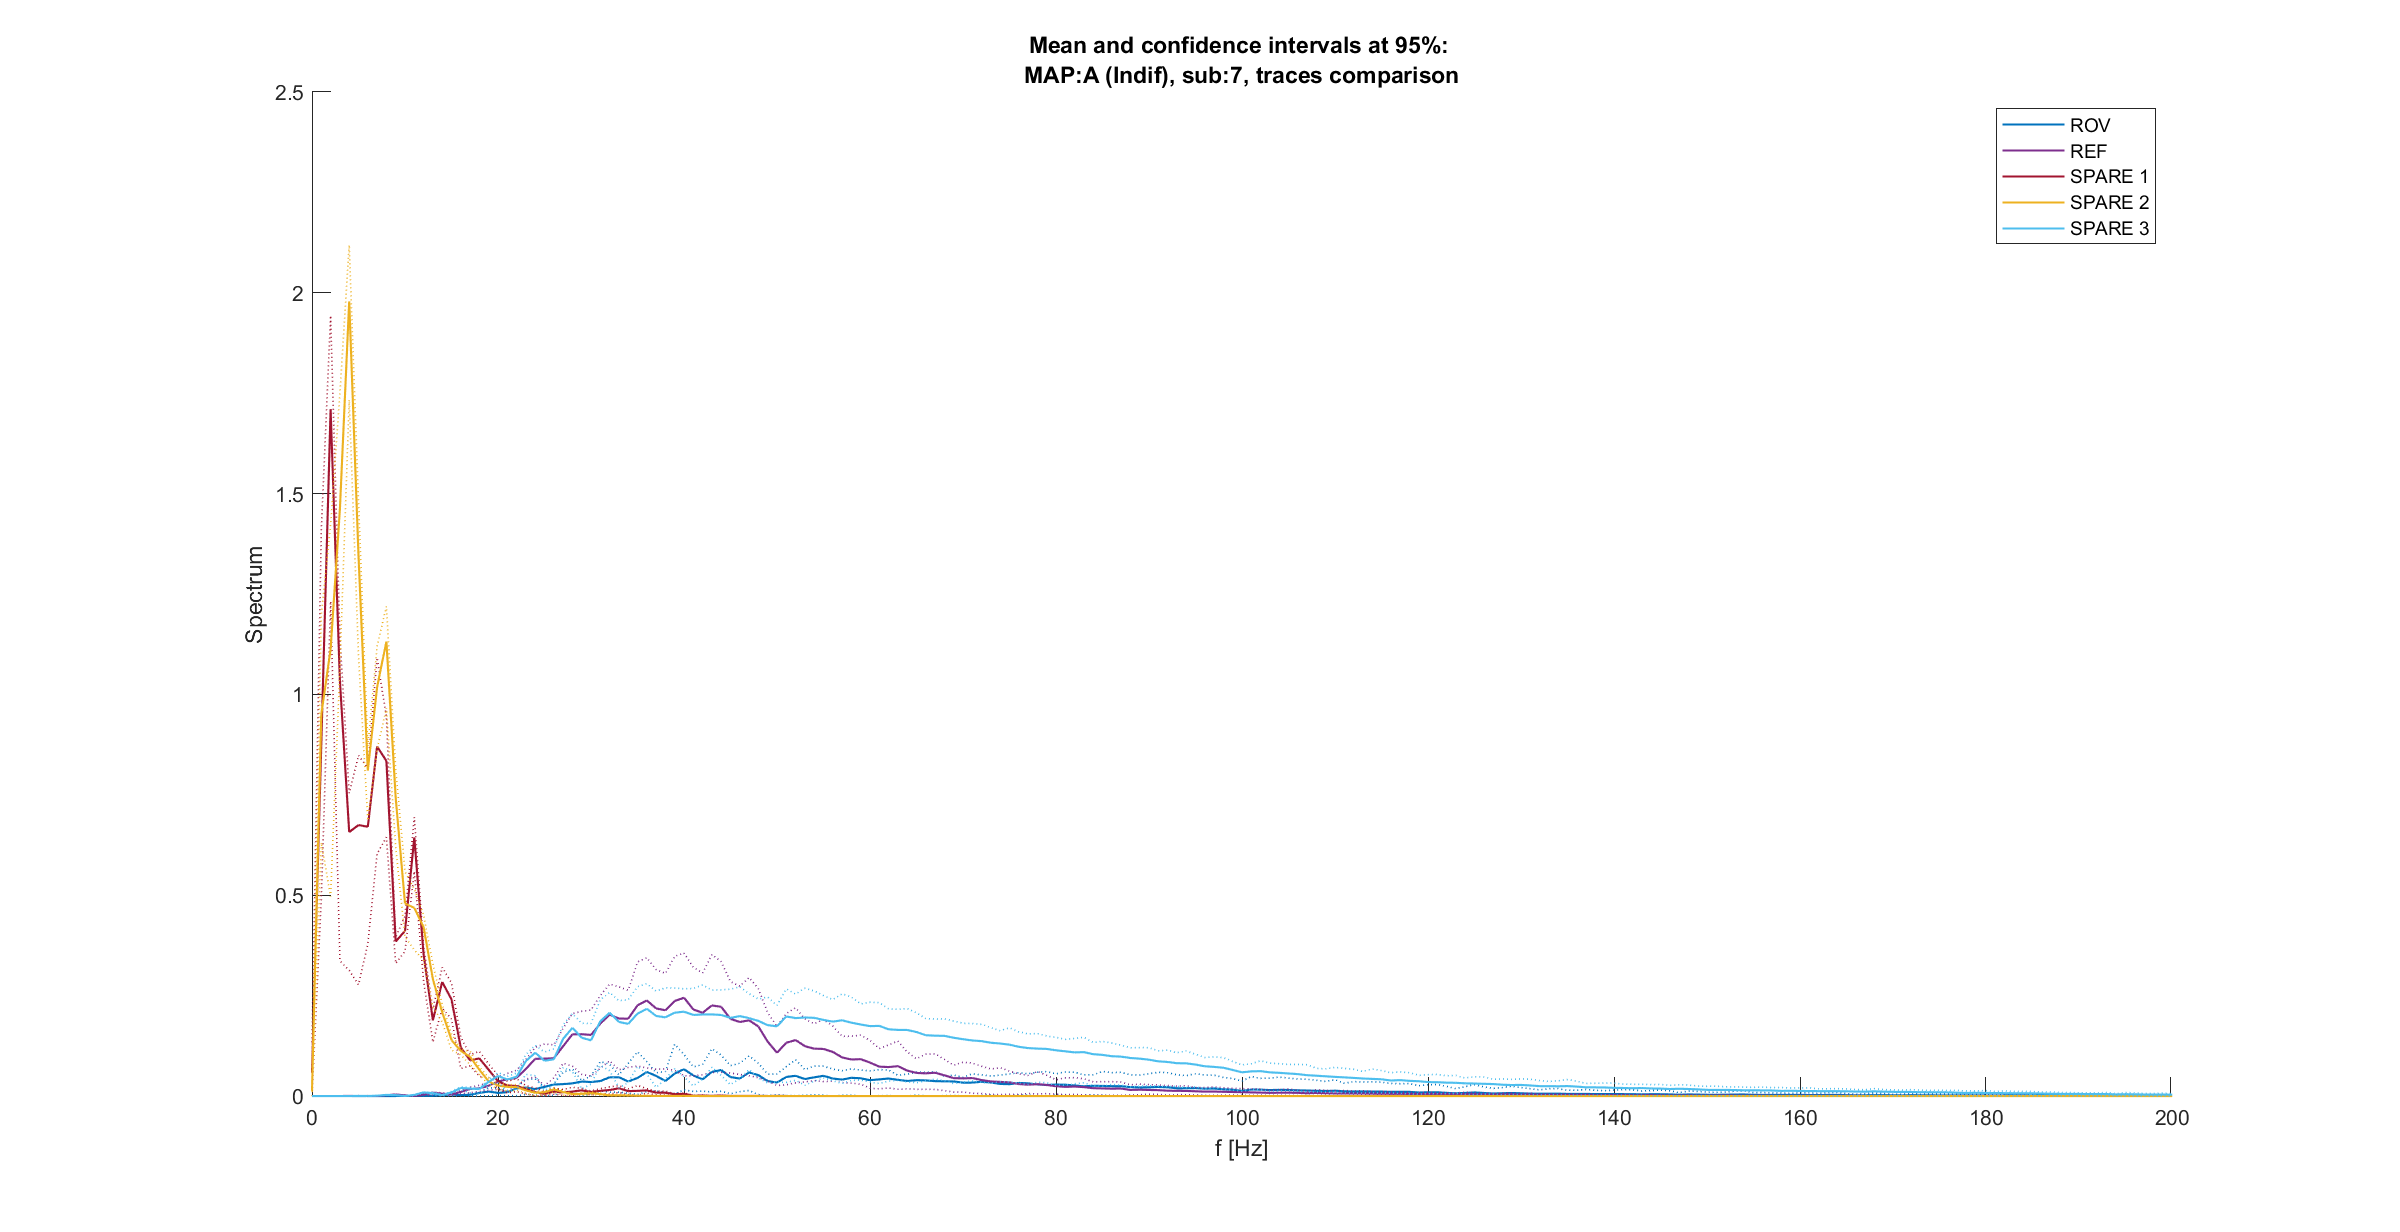 Mean and confidence intervals at 95%:
MAP:A (Indif), sub:7, traces comparison
2.5
2
1.5
1
0.5
0
Spectrum
ROV
REF
SPARE 1
SPARE 2
SPARE 3
0 20 40 60 80 100 120 140 160 180 200
f [Hz]